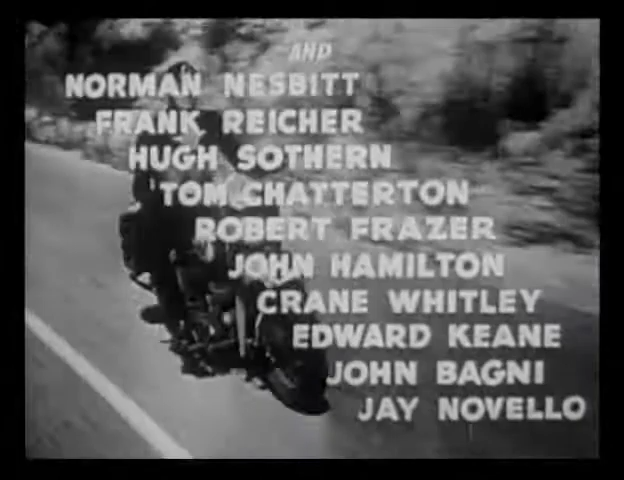 AND
NORMAN NESBITT
FRANK REICHER
HUGH SOTHERN
TOM CHATTERTON
ROBERT FRAZER
JOHN HAMILTON
CRANE WHITLEY
EDWARD KEANE
JOHN BAGNI
JAY NOVELLO